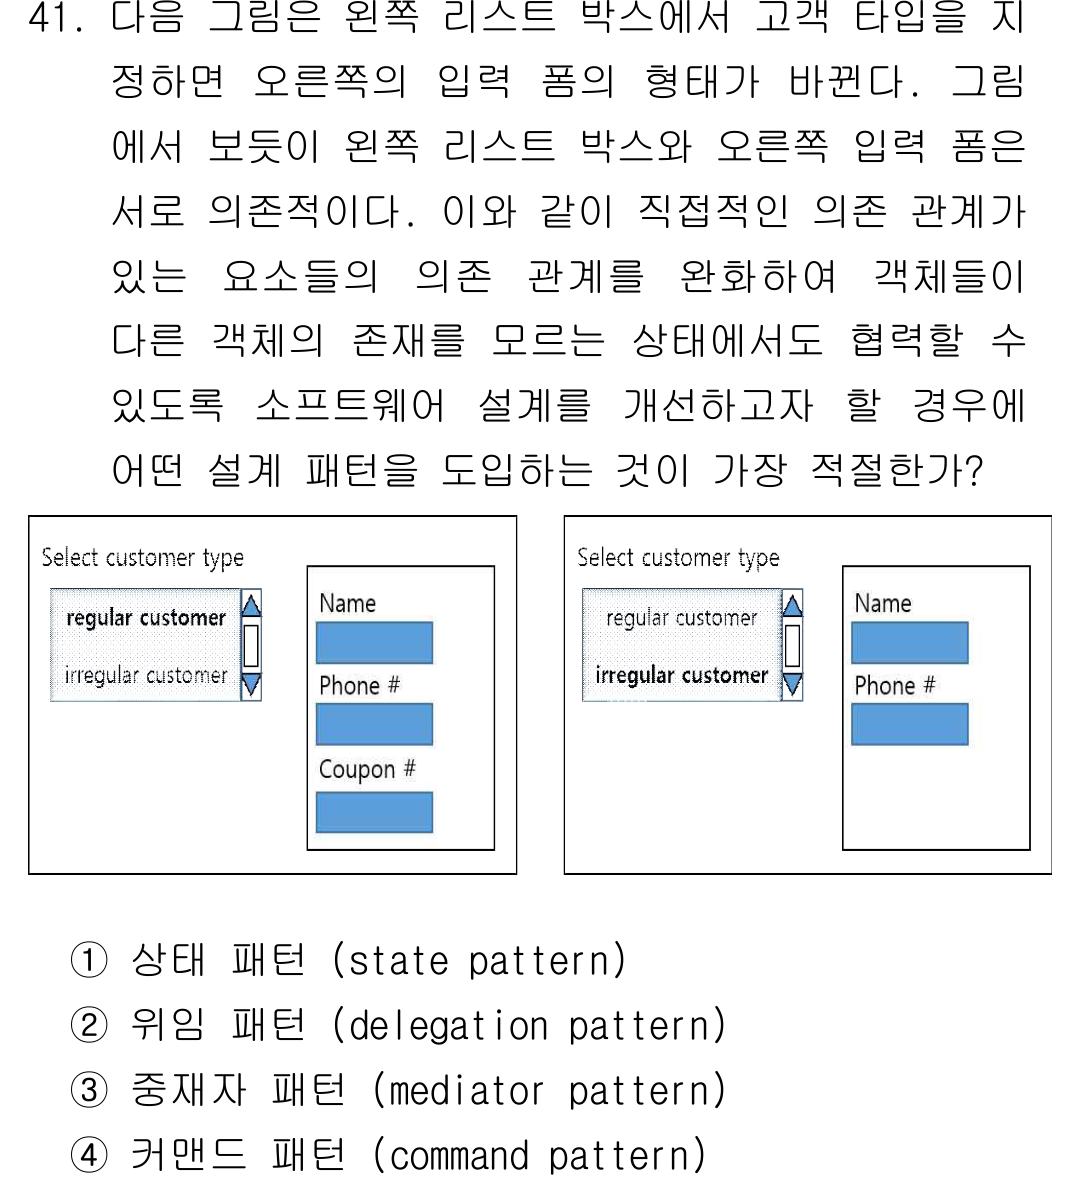 41. 다음 그림은 왼쪽 리스트 박스에서 고객 타입을 지
정하면 오른쪽의 입력 폼의 형태가 바뀐다. 그림
에서 보듯이 왼쪽 리스트 박스와 오른쪽 입력 폼은
서로 의존적이다. 이와 같이 직접적인 의존 관계가
있는 요소들의 의존 관계를 완화하여 객체들이
다른 객체의 존재를 모르는 상태에서도 협력할 수
있도록 소프트웨어 설계를 개선하고자 할 경우에
어떤 설계 패턴을 도입하는 것이 가장 적절한가?
Select customer type
regular customer
irregular customer
Name
Phone #
Coupon #
Select customer type
regular customer
irregular customer
Name
Phone #
① 상태 패턴 (state pattern)
② 위임 패턴 (delegation pattern)
③ 중재자 패턴 (mediator pattern)
④ 커맨드 패턴 (command pattern)